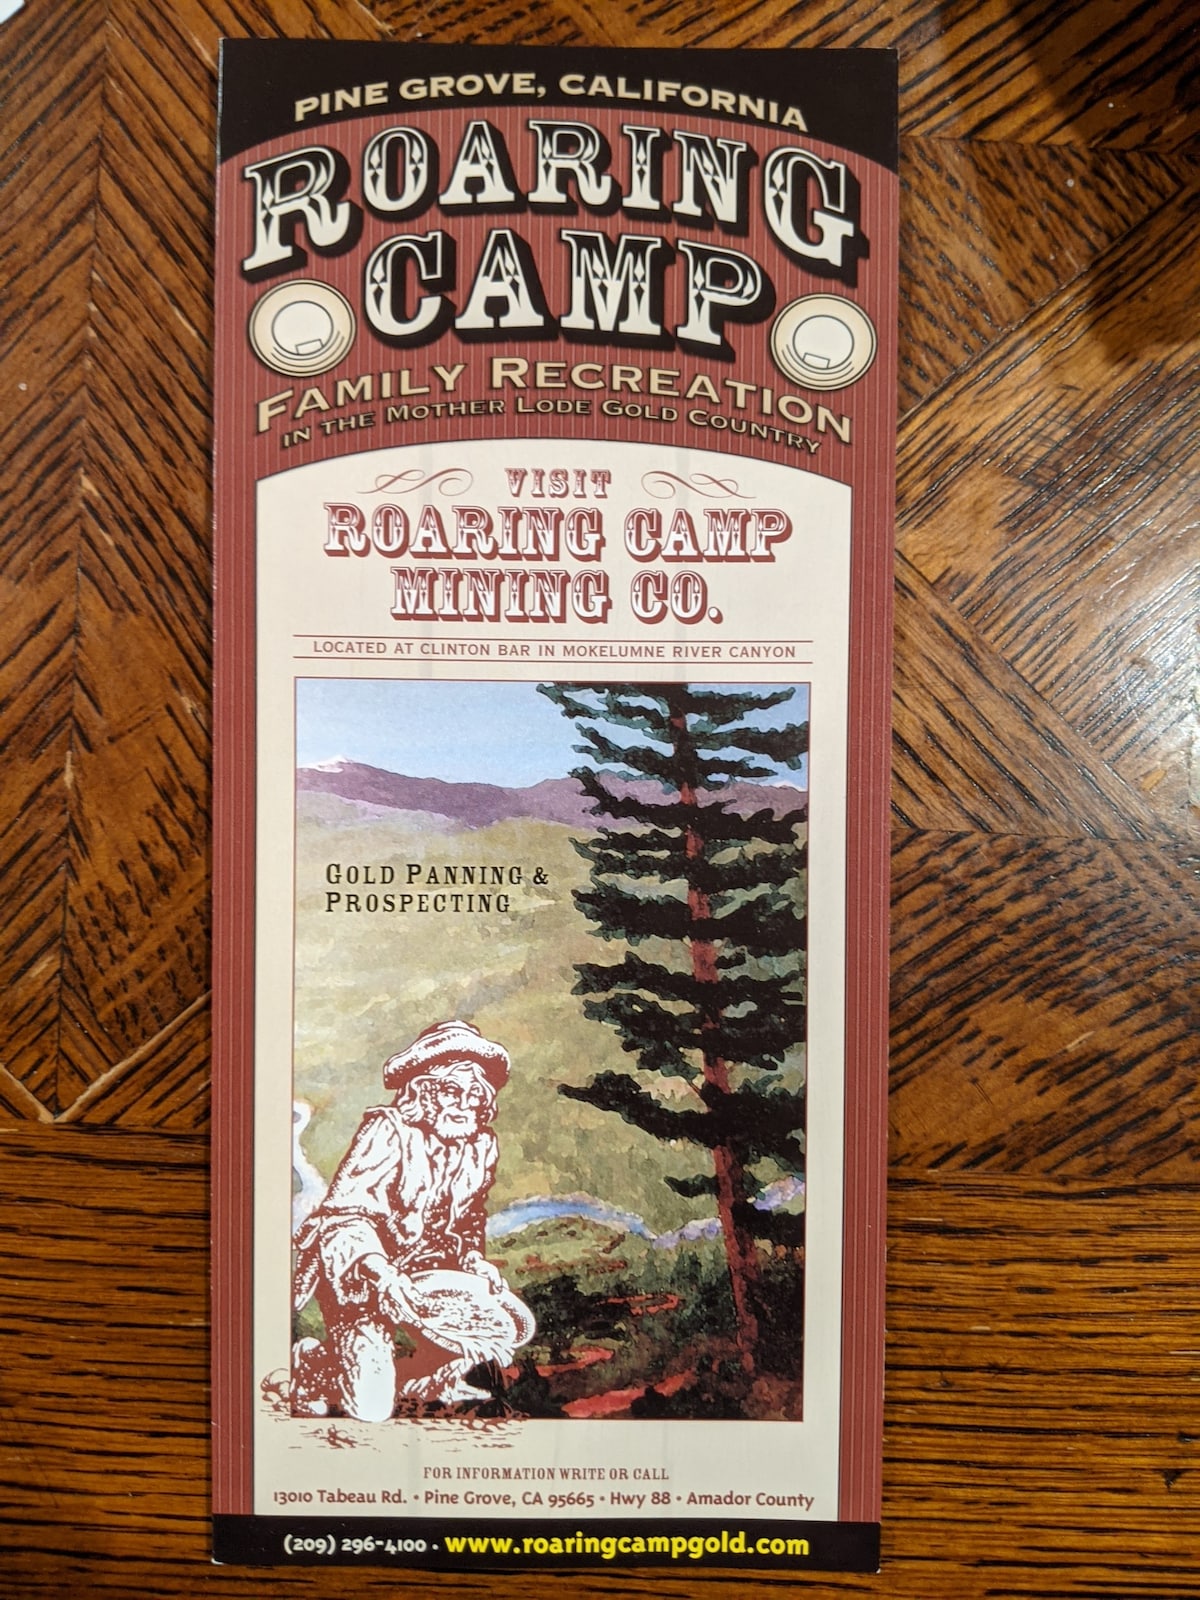 PINE GROVE, CALIFORNIA
ROARING
CAMP
FAMILY RECREATION
IN THE MOTHER LODE GOLD COUNTRY
VISIT
ROARING CAMP
MINING CO.
LOCATED AT CLINTON BAR IN MOKELUMNE RIVER CANYON
GOLD PANNING &
PROSPECTING
FOR INFORMATION WRITE OR CALL
13010 Tabeau Rd. • Pine Grove, CA 95665 • Hwy 88 • Amador County
(209) 296-4100 • www.roaringcampgold.com